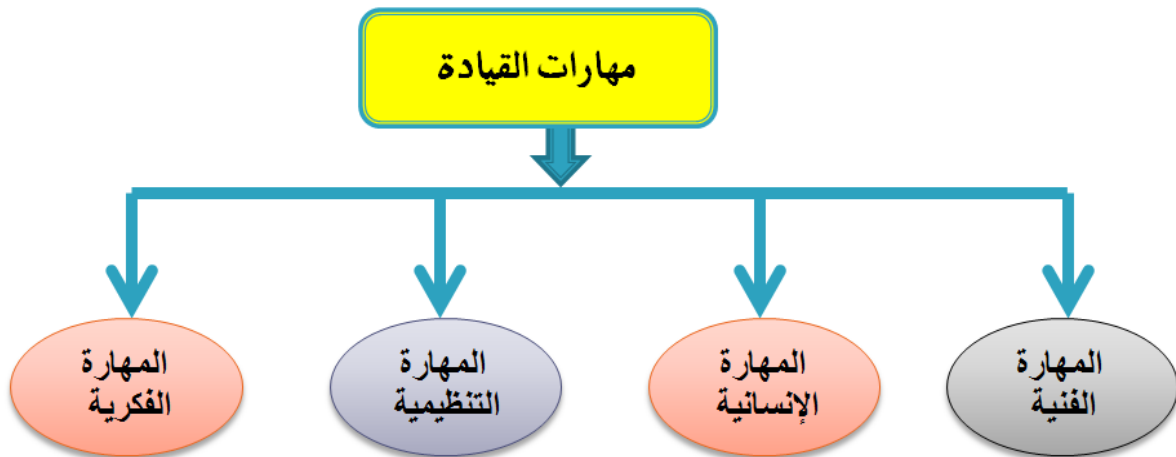 مهارات القيادة
المهارة
الفنية
المهارة
الإنسانية
المهارة
التنظيمية
المهارة
الفكرية